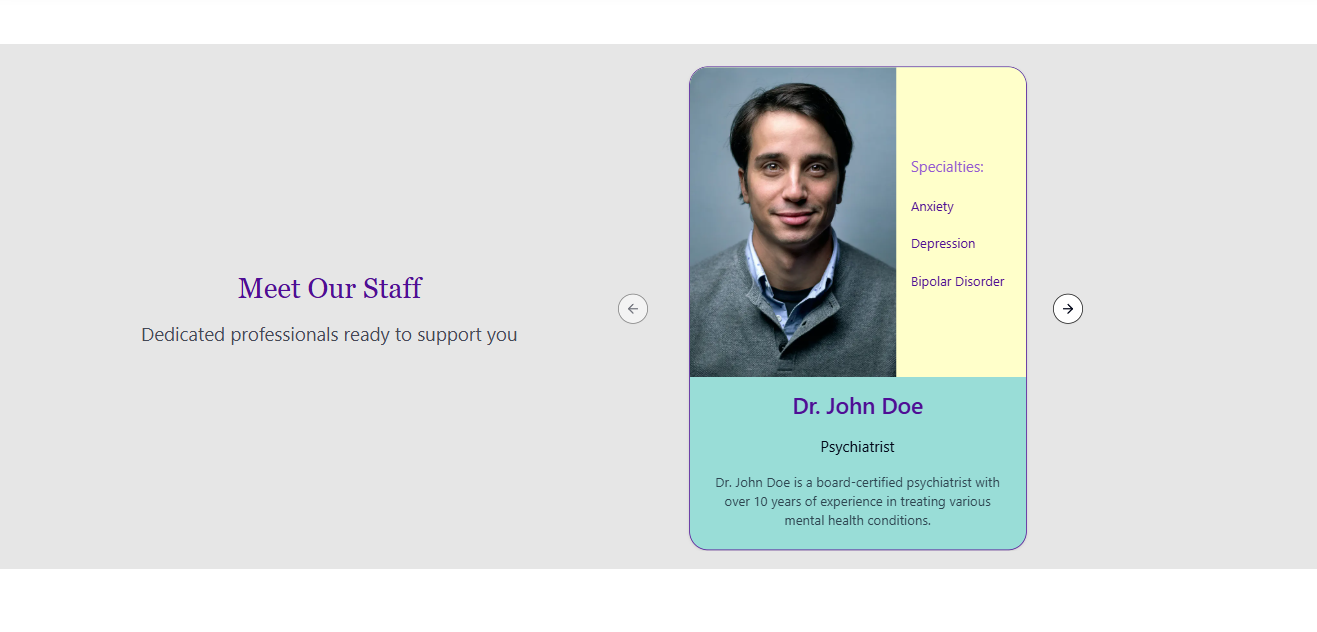 Meet Our Staff
Dedicated professionals ready to support you
Specialties:
Anxiety
Depression
Bipolar Disorder
Dr. John Doe
Psychiatrist
Dr. John Doe is a board-certified psychiatrist with
over 10 years of experience in treating various
mental health conditions.